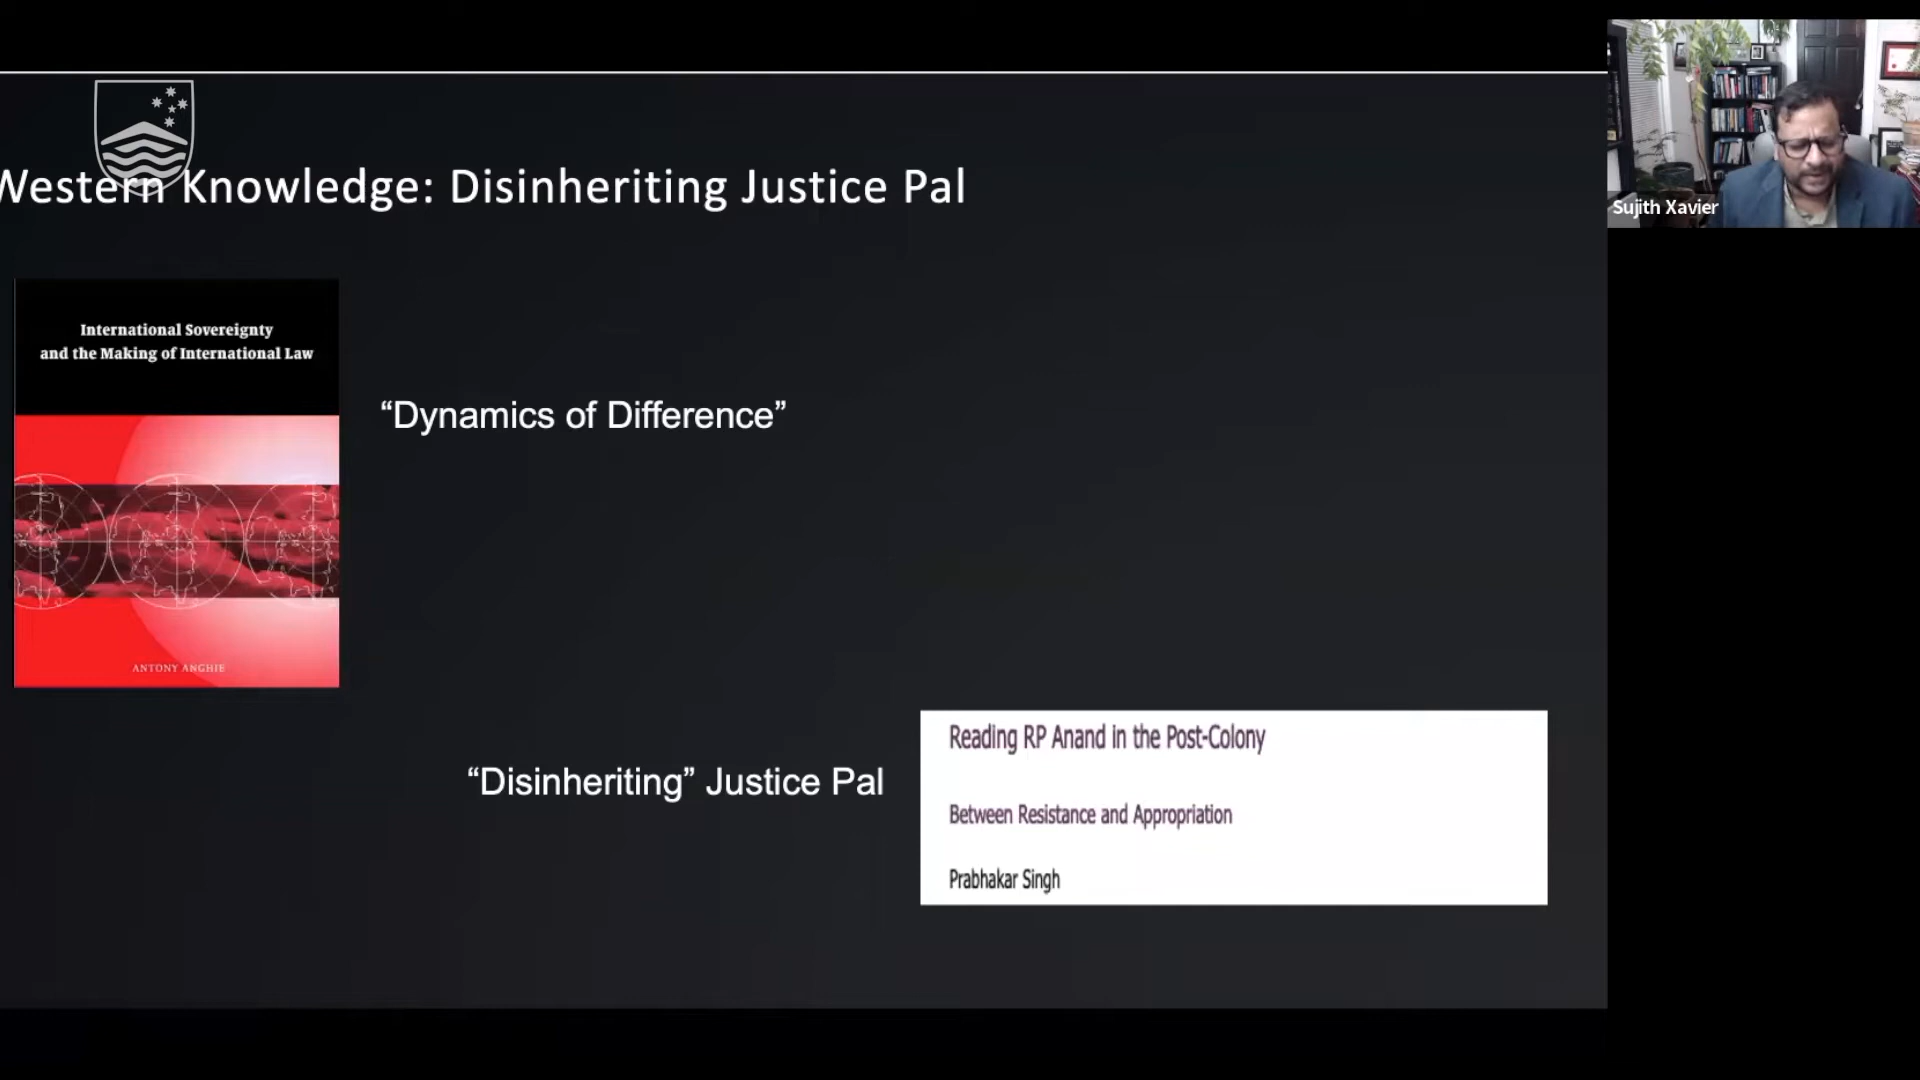 Western Knowledge: Disinheriting Justice Pal
Sujith Xavier
International Sovereignty
and the Making of International Law
ANTONY ANGHIE
“Dynamics of Difference”
“Disinheriting” Justice Pal
Reading RP Anand in the Post-Colony
Between Resistance and Appropriation
Prabhakar Singh